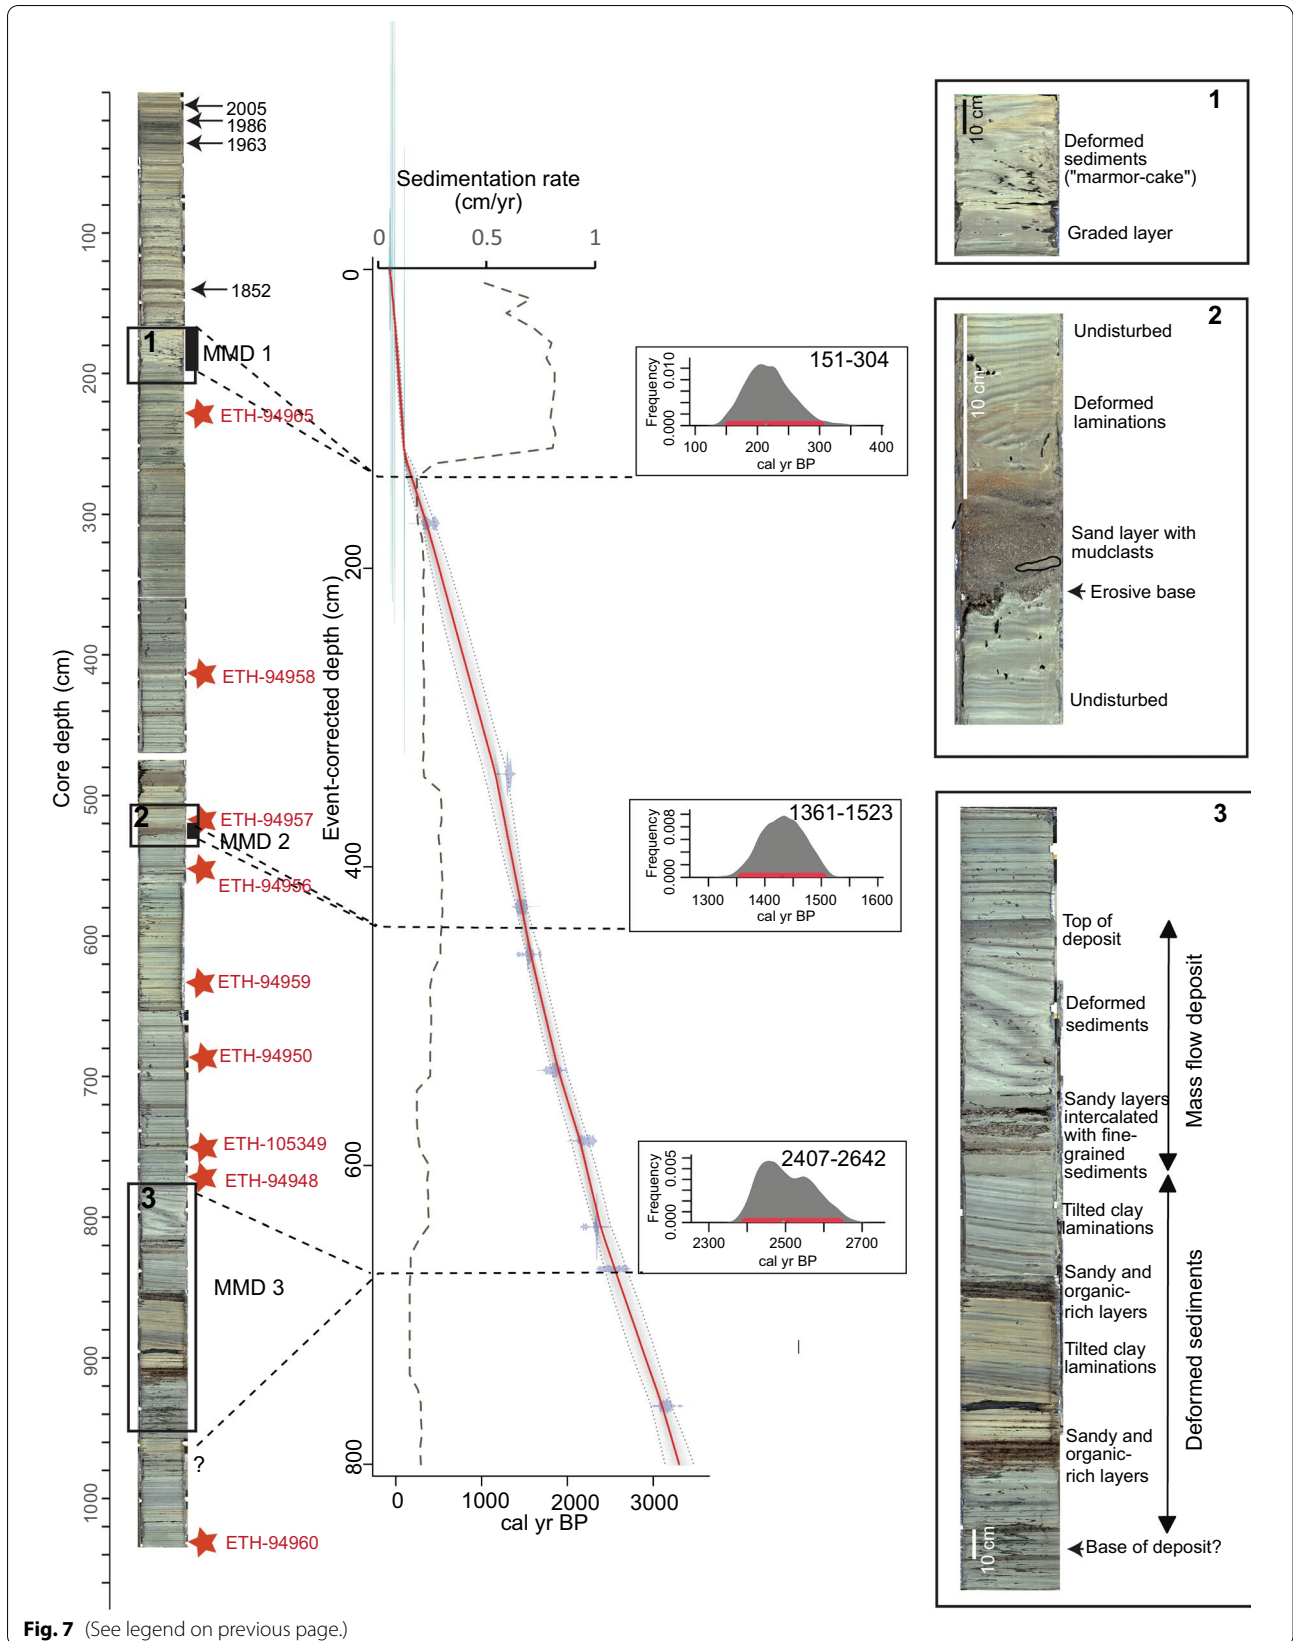 2005
1986
1963
1852
1
MMD 1
ETH-94965
ETH-94958
2
ETH-94957
MMD 2
ETH-94956
ETH-94959
ETH-94950
ETH-105349
ETH-94948
3
MMD 3
?
ETH-94960
Core depth (cm)
100
200
300
400
500
600
700
800
900
1000
Sedimentation rate
(cm/yr)
0
0.5
1
Event-corrected depth (cm)
0
200
400
600
800
0
1000
2000
3000
cal yr BP
151-304
Frequency
0.000
0.010
100
200
300
400
cal yr BP
1361-1523
Frequency
0.000
0.008
1300
1400
1500
1600
cal yr BP
2407-2642
Frequency
0.000
0.005
2300
2500
2700
cal yr BP
1
10 cm
Deformed
sediments
("marmor-cake")
Graded layer
2
10 cm
Undisturbed
Deformed
laminations
Sand layer with
mudclasts
Erosive base
Undisturbed
3
Top of
deposit
Deformed
sediments
Sandy layers
intercalated
with fine-
grained
sediments
Mass flow deposit
Tilted clay
laminations
Sandy and
organic-
rich layers
Tilted clay
laminations
Sandy and
organic-
rich layers
Deformed sediments
10 cm
Base of deposit?
Fig. 7 (See legend on previous page.)